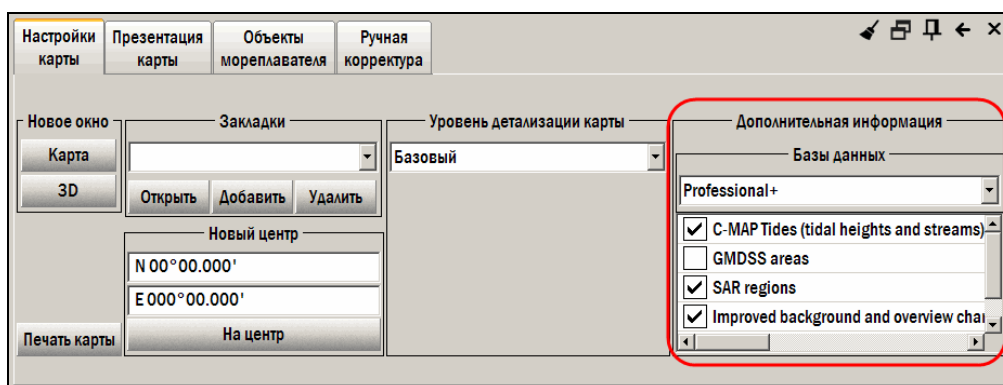 Настройки карты
Презентация карты
Объекты мореплавателя
Ручная корректура
Новое окно
Карта
3D
Печать карты
Закладки
Открыть
Добавить
Удалить
Новый центр
N 00°00.000'
E 000°00.000'
На центр
Уровень детализации карты
Базовый
Дополнительная информация
Базы данных
Professional+
C-MAP Tides (tidal heights and streams)
GMDSS areas
SAR regions
Improved background and overview